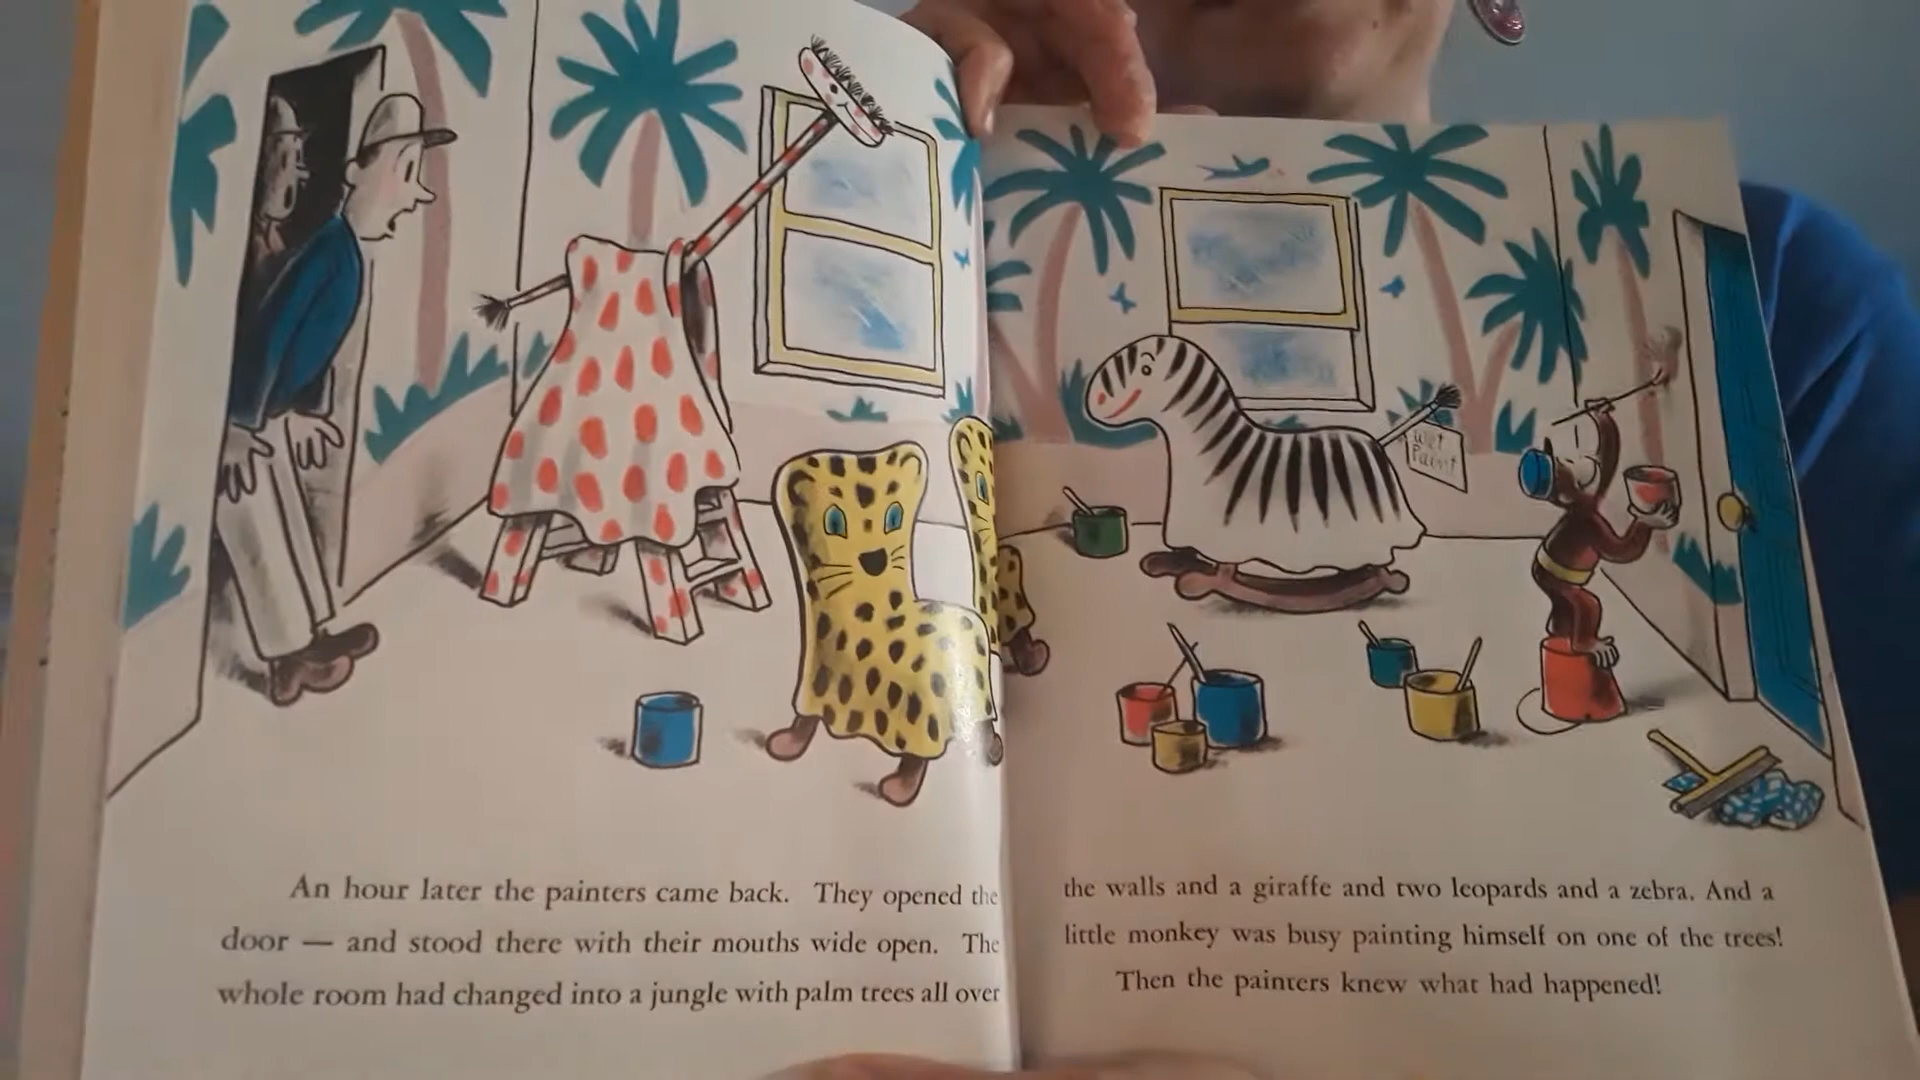 Wet
Paint
An hour later the painters came back. They opened the
door — and stood there with their mouths wide open. The
whole room had changed into a jungle with palm trees all over
the walls and a giraffe and two leopards and a zebra. And a
little monkey was busy painting himself on one of the trees!
Then the painters knew what had happened!